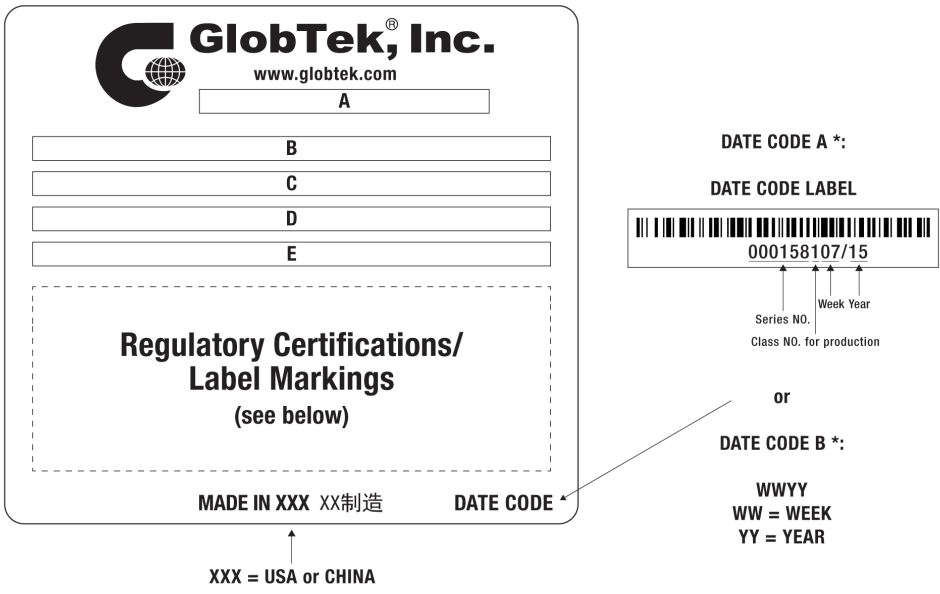 GlobTek,® Inc.
www.globtek.com
A
B
C
D
E
Regulatory Certifications/
Label Markings
(see below)
MADE IN XXX XX制造
DATE CODE
XXX = USA or CHINA
DATE CODE A *:
DATE CODE LABEL
000158107/15
Week Year
Series NO.
Class NO. for production
or
DATE CODE B *:
WWYY
WW = WEEK
YY = YEAR